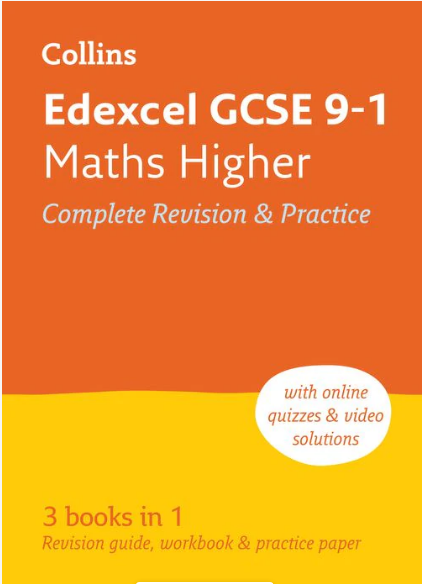 Collins
Edexcel GCSE 9-1
Maths Higher
Complete Revision & Practice
with online
quizzes & video
solutions
3 books in 1
Revision guide, workbook & practice paper